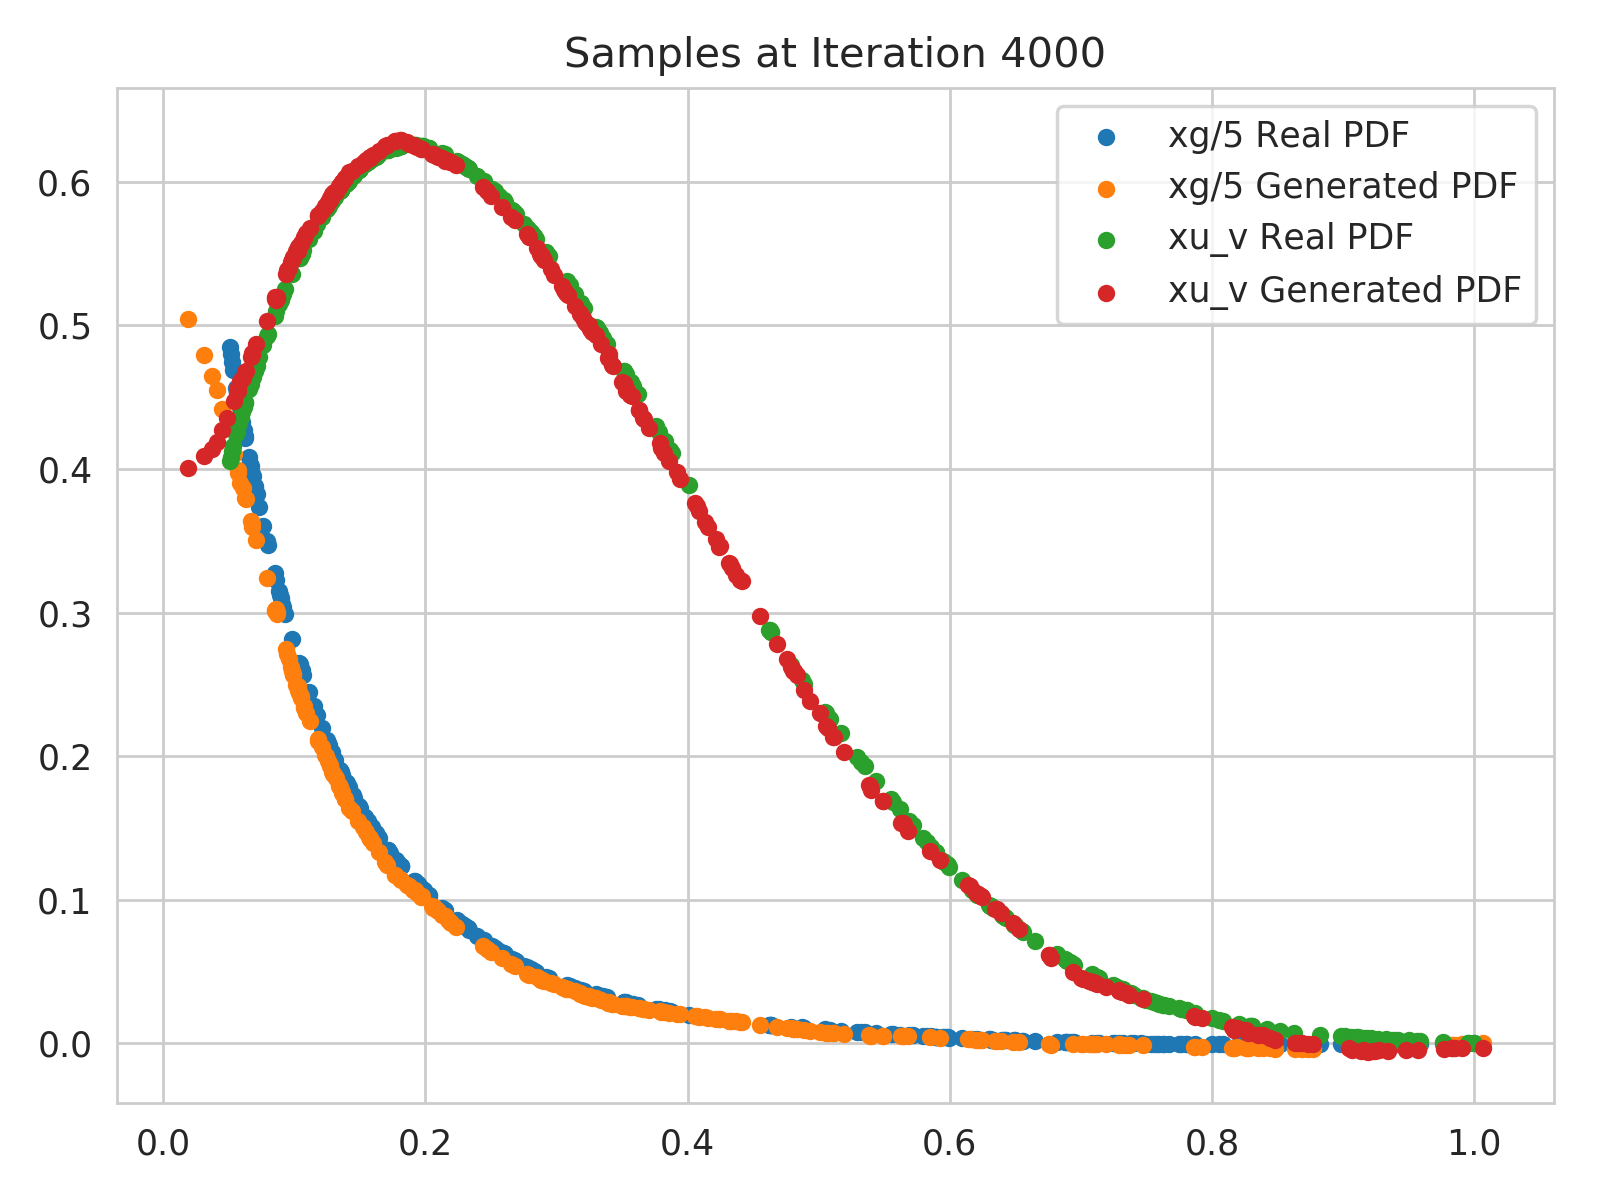 Samples at Iteration 4000
xg/5 Real PDF
xg/5 Generated PDF
xu_v Real PDF
xu_v Generated PDF
0.6
0.5
0.4
0.3
0.2
0.1
0.0
0.0 0.2 0.4 0.6 0.8 1.0